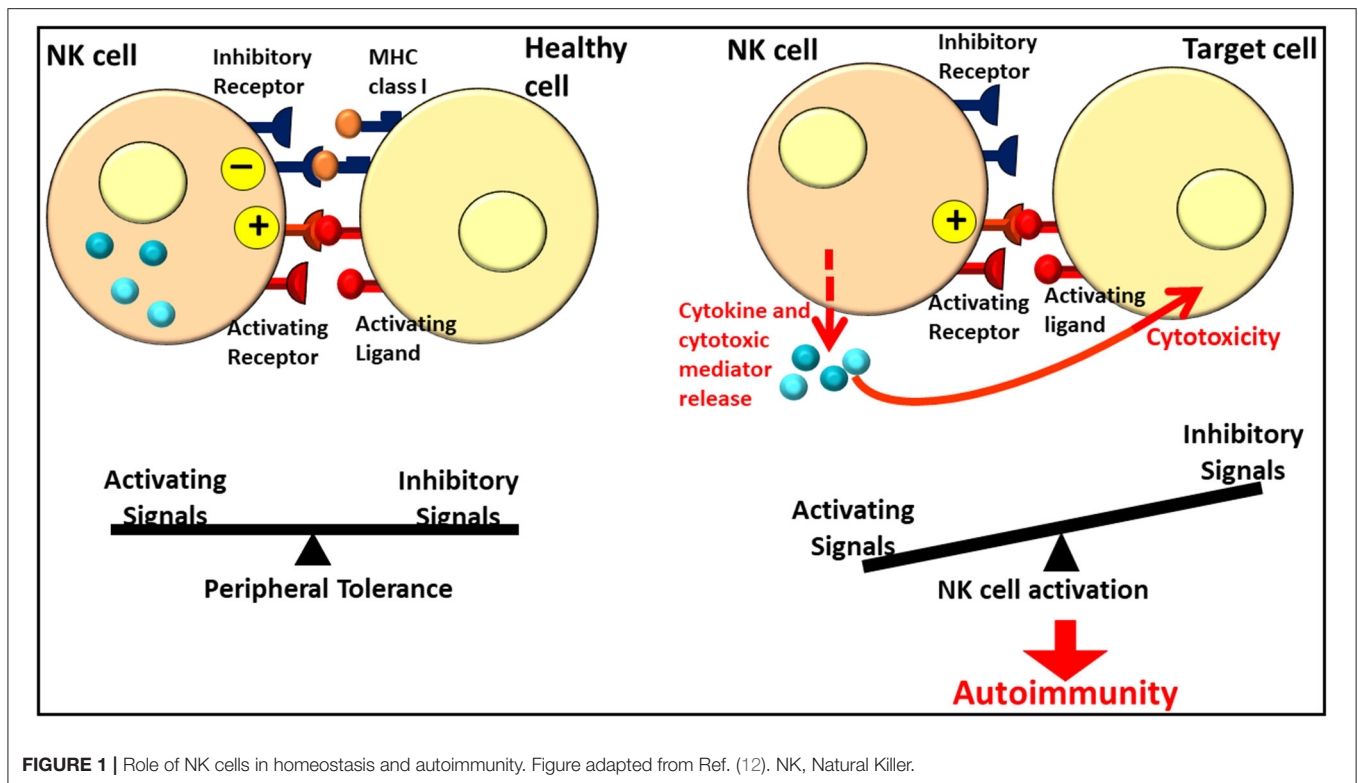 NK cell
Inhibitory
Receptor
MHC
class I
Healthy
cell
−
+
Activating
Receptor
Activating
Ligand
Activating
Signals
Inhibitory
Signals
Peripheral Tolerance
NK cell
Inhibitory
Receptor
Target cell
+
Activating
Receptor
Activating
ligand
Cytokine and
cytotoxic
mediator
release
Cytotoxicity
Activating
Signals
Inhibitory
Signals
NK cell activation
Autoimmunity
FIGURE 1 | Role of NK cells in homeostasis and autoimmunity. Figure adapted from Ref. (12). NK, Natural Killer.